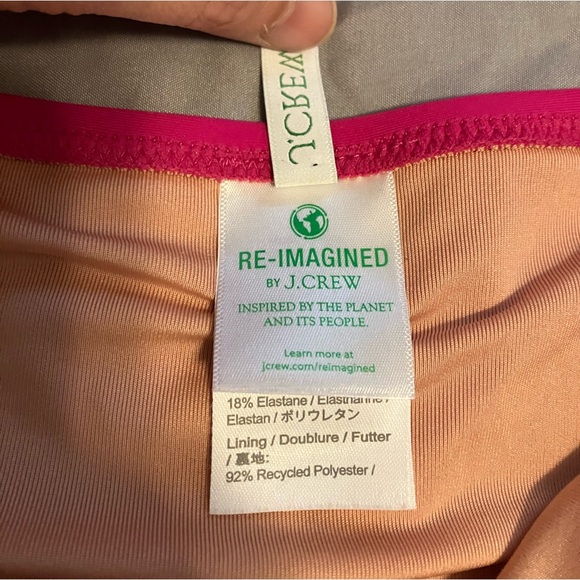 J.CREW
RE-IMAGINED
BY J.CREW
INSPIRED BY THE PLANET
AND ITS PEOPLE.
Learn more at
jcrew.com/reimagined
18% Elastane / Elasthanne /
Elastan / ポリウレタン
Lining / Doublure / Futter
/ 裏地:
92% Recycled Polyester /